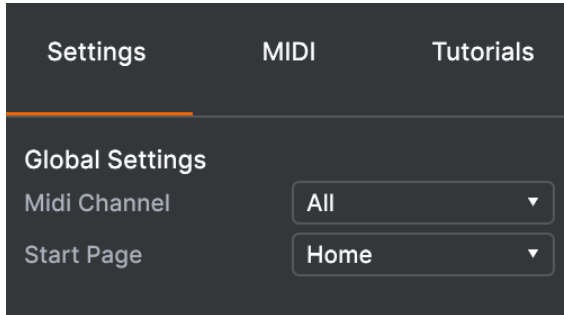 Settings MIDI Tutorials
Global Settings
Midi Channel All
Start Page Home